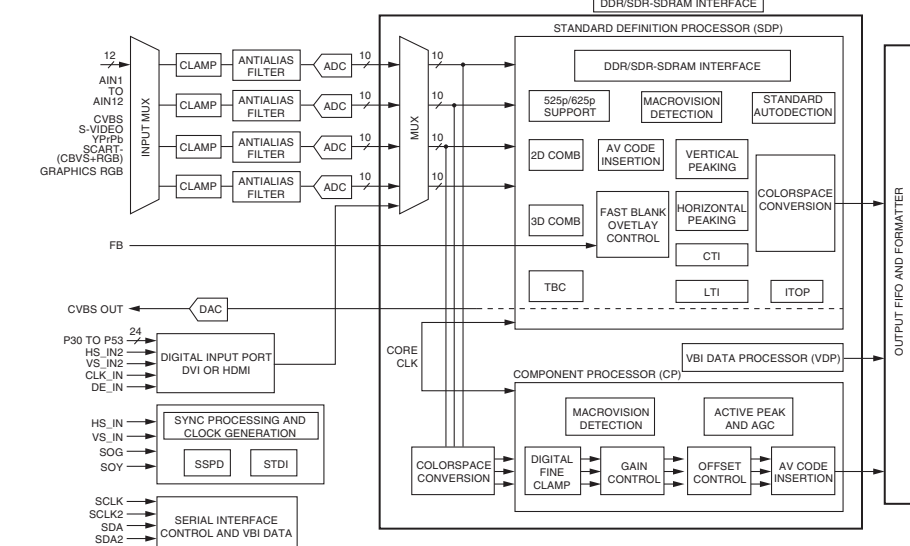 DDR/SDR-SDRAM INTERFACE
STANDARD DEFINITION PROCESSOR (SDP)
12
AIN1
TO
AIN12
CVBS
S-VIDEO
YPrPb
SCART-
(CBVS+RGB)
GRAPHICS RGB
INPUT MUX
CLAMP
ANTIALIAS
FILTER
ADC
10
CLAMP
ANTIALIAS
FILTER
ADC
10
CLAMP
ANTIALIAS
FILTER
ADC
10
CLAMP
ANTIALIAS
FILTER
ADC
10
MUX
10
10
10
10
DDR/SDR-SDRAM INTERFACE
525p/625p
SUPPORT
MACROVISION
DETECTION
STANDARD
AUTODECTION
2D COMB
AV CODE
INSERTION
VERTICAL
PEAKING
COLORSPACE
CONVERSION
3D COMB
FAST BLANK
OVETLAY
CONTROL
HORIZONTAL
PEAKING
CTI
TBC
LTI
ITOP
OUTPUT FIFO AND FORMATTER
FB
CVBS OUT
DAC
P30 TO P53
24
HS_IN2
VS_IN2
CLK_IN
DE_IN
DIGITAL INPUT PORT
DVI OR HDMI
CORE
CLK
VBI DATA PROCESSOR (VDP)
COMPONENT PROCESSOR (CP)
MACROVISION
DETECTION
ACTIVE PEAK
AND AGC
HS_IN
VS_IN
SOG
SOY
SYNC PROCESSING AND
CLOCK GENERATION
SSPD
STDI
COLORSPACE
CONVERSION
DIGITAL
FINE
CLAMP
GAIN
CONTROL
OFFSET
CONTROL
AV CODE
INSERTION
SCLK
SCLK2
SDA
SDA2
SERIAL INTERFACE
CONTROL AND VBI DATA